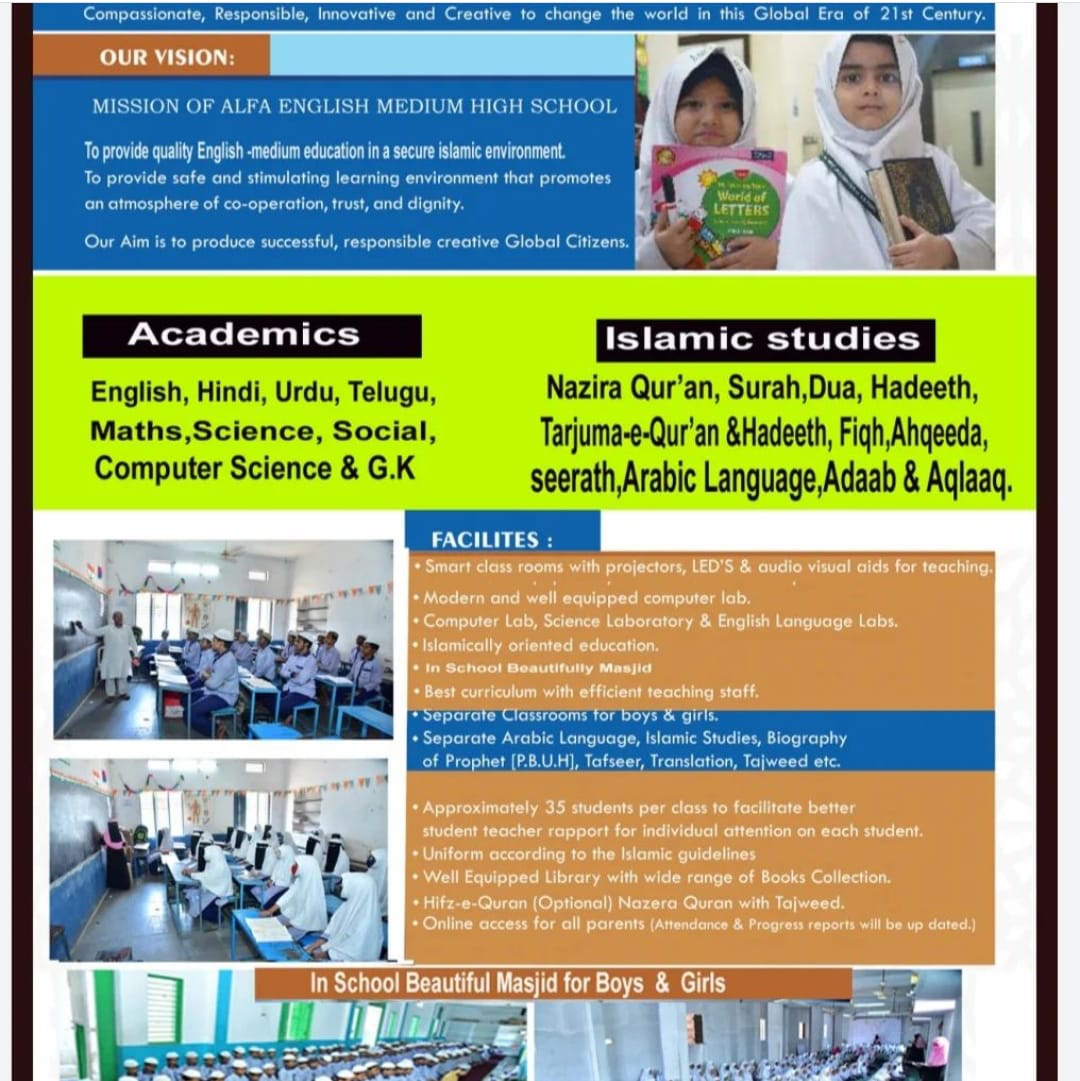 Compassionate, Responsible, Innovative and Creative to change the world in this Global Era of 21st Century.
OUR VISION:
MISSION OF ALFA ENGLISH MEDIUM HIGH SCHOOL
To provide quality English -medium education in a secure islamic environment.
To provide safe and stimulating learning environment that promotes
an atmosphere of co-operation, trust, and dignity.
Our Aim is to produce successful, responsible creative Global Citizens.
World of
LETTERS
Academics
English, Hindi, Urdu, Telugu,
Maths,Science, Social,
Computer Science & G.K
Islamic studies
Nazira Qur’an, Surah,Dua, Hadeeth,
Tarjuma-e-Qur’an &Hadeeth, Fiqh,Ahqeeda,
seerath,Arabic Language,Adaab & Aqlaaq.
FACILITES :
• Smart class rooms with projectors, LED'S & audio visual aids for teaching.
• Modern and well equipped computer lab.
• Computer Lab, Science Laboratory & English Language Labs.
• Islamically oriented education.
• In School Beautifully Masjid
• Best curriculum with efficient teaching staff.
• Separate Classrooms for boys & girls.
• Separate Arabic Language, Islamic Studies, Biography
of Prophet [P.B.U.H], Tafseer, Translation, Tajweed etc.
• Approximately 35 students per class to facilitate better
student teacher rapport for individual attention on each student.
• Uniform according to the Islamic guidelines
• Well Equipped Library with wide range of Books Collection.
• Hifz-e-Quran (Optional) Nazera Quran with Tajweed.
• Online access for all parents (Attendance & Progress reports will be up dated.)
In School Beautiful Masjid for Boys & Girls